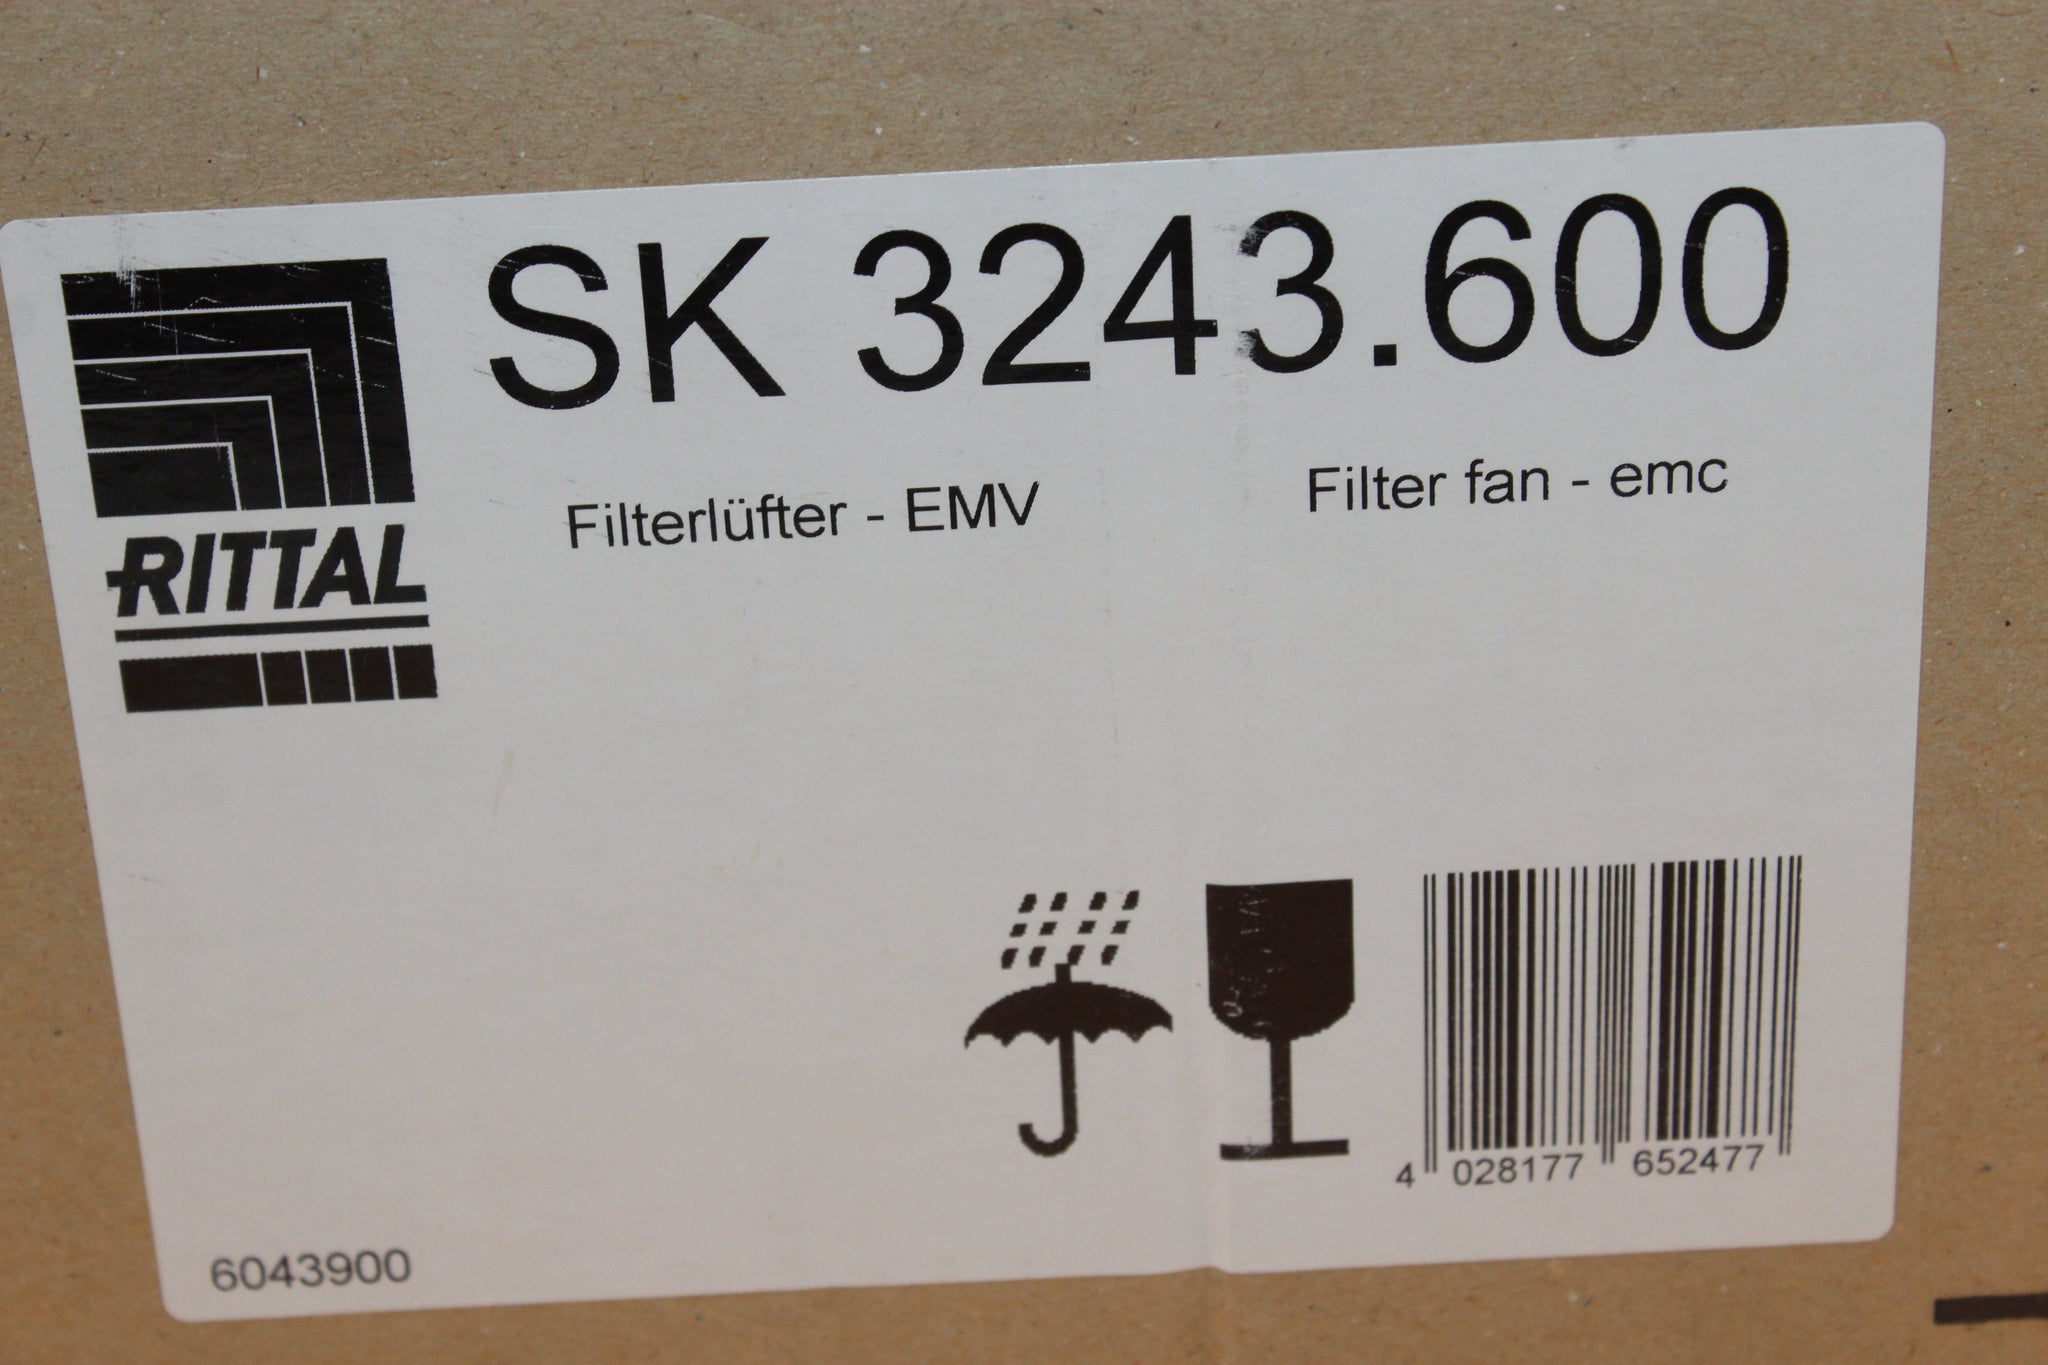 SK 3243.600
RITTAL
Filterlüfter - EMV
Filter fan - emc
4 028177 652477
6043900